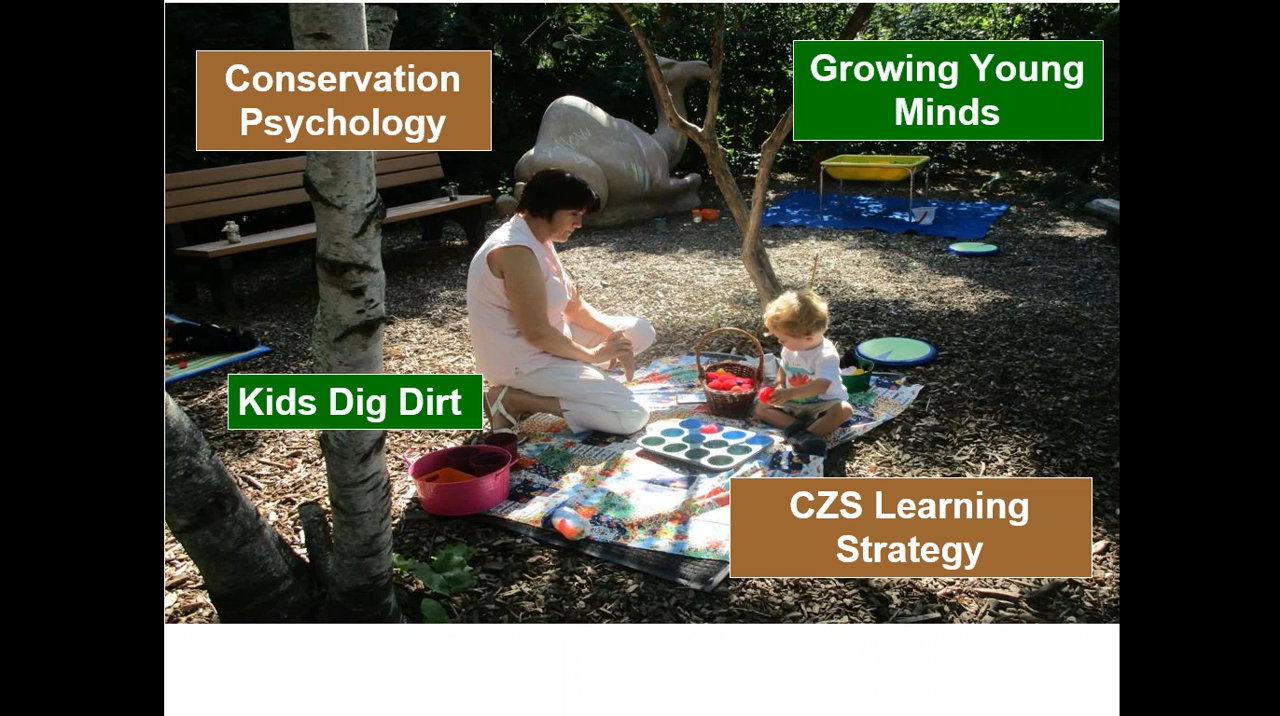 Conservation
Psychology
Growing Young
Minds
Kids Dig Dirt
CZS Learning
Strategy